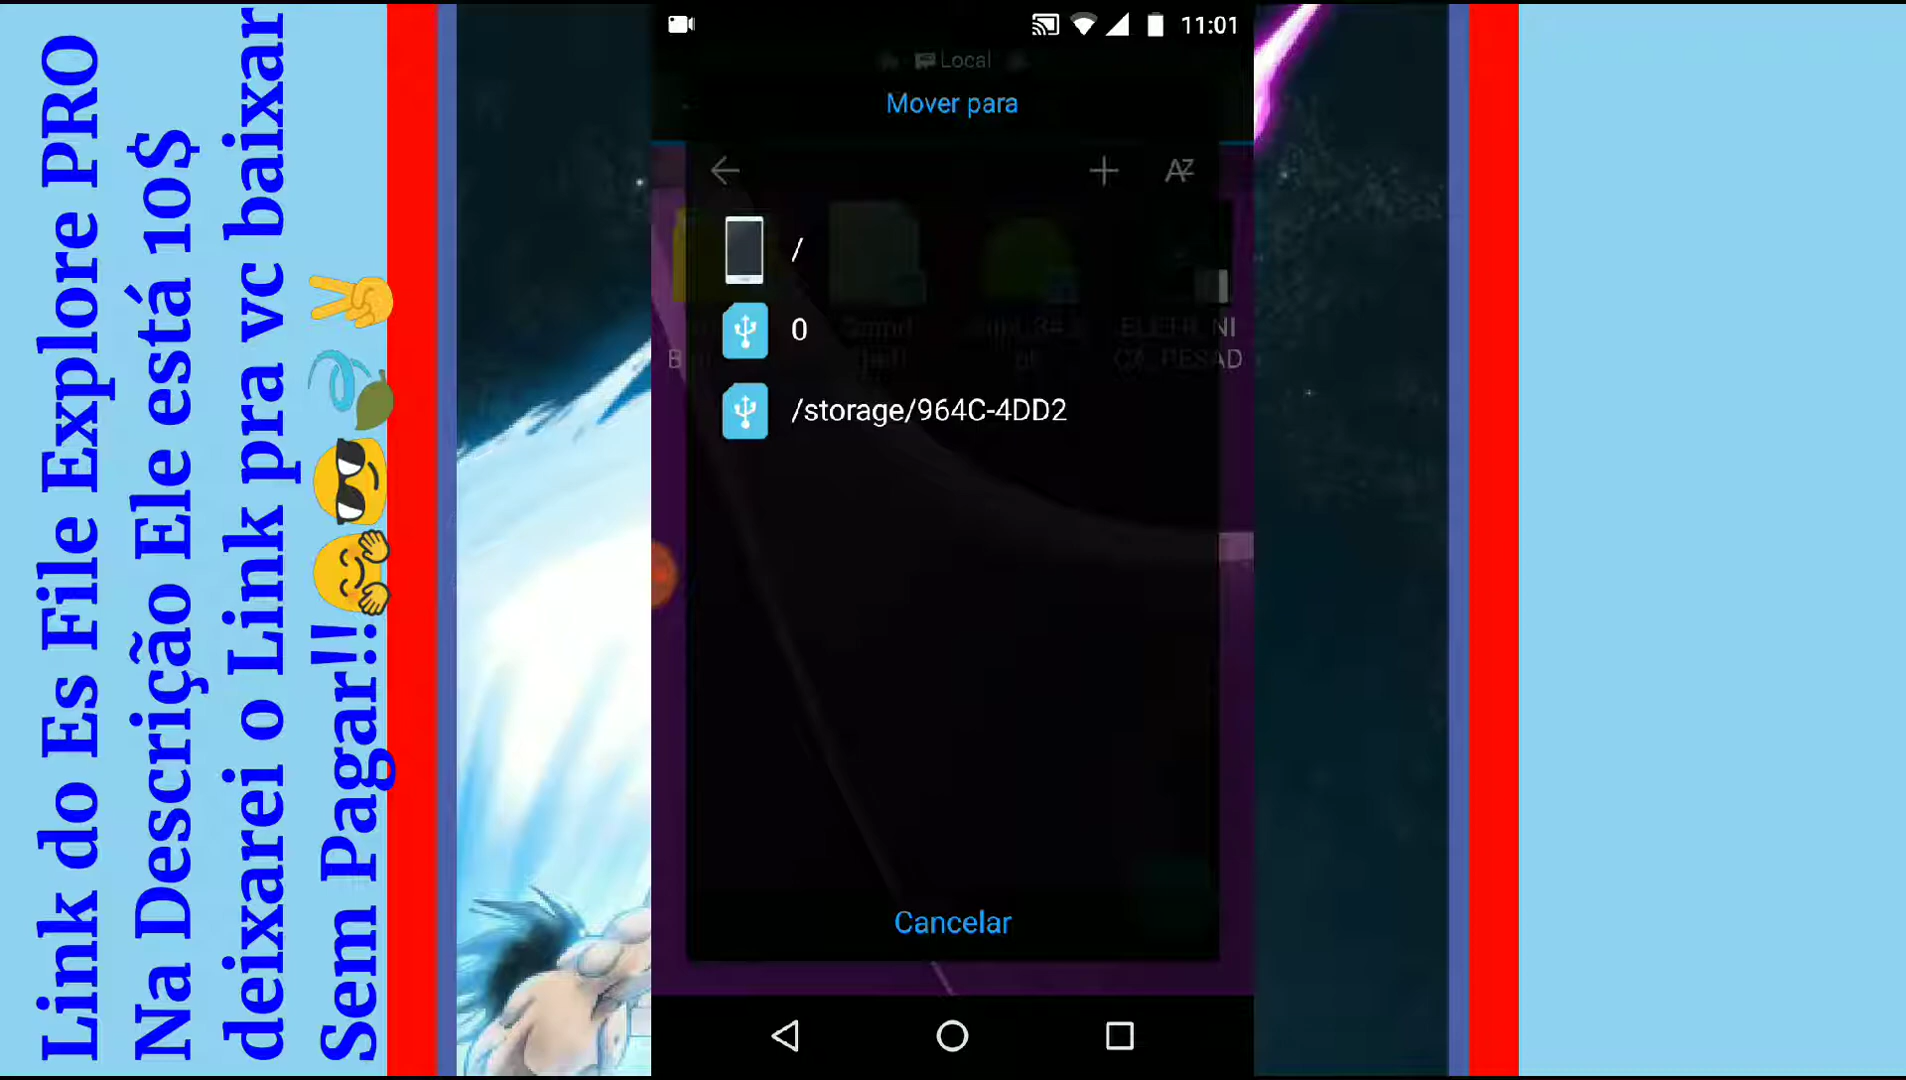 Link do Es File Explore PRO
Na Descrição Ele está 10$
deixarei o Link pra vc baixar
Sem Pagar!!
11:01
Local
Mover para
AZ
/
0
/storage/964C-4DD2
Cancelar